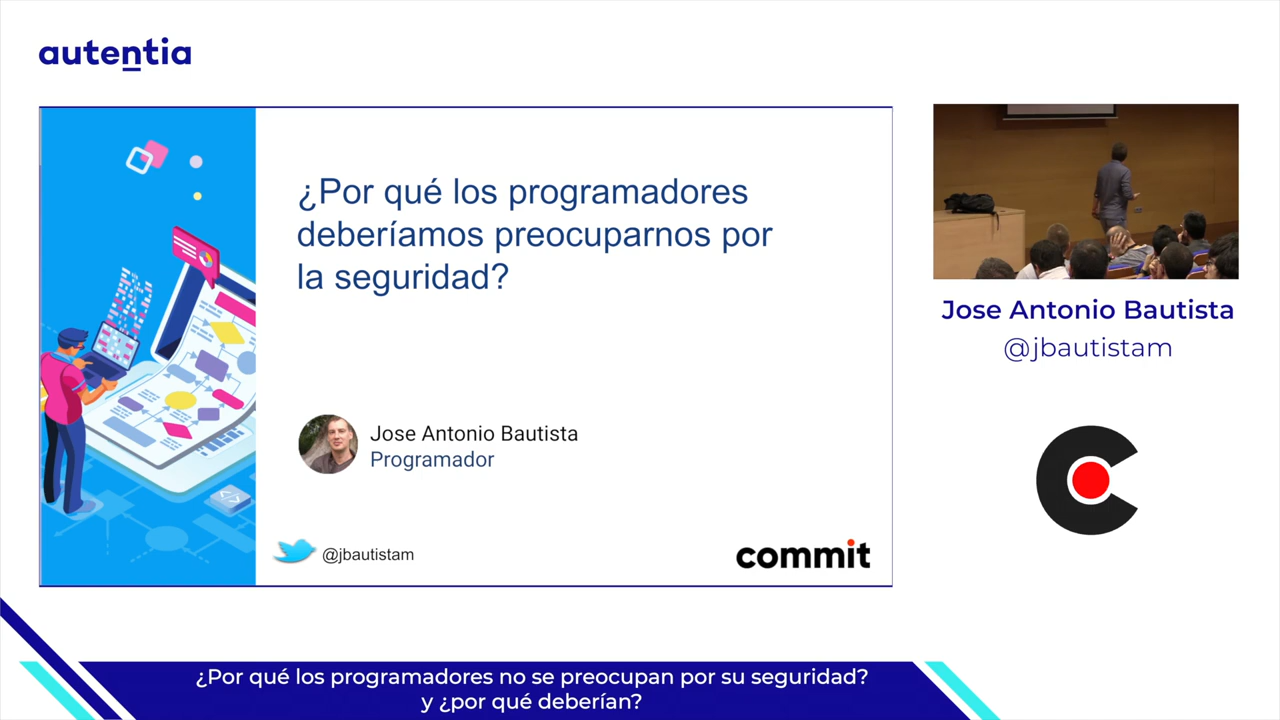 autentia
¿Por qué los programadores
deberíamos preocuparnos por
la seguridad?
Jose Antonio Bautista
Programador
@jbautistam
commit
Jose Antonio Bautista
@jbautistam
¿Por qué los programadores no se preocupan por su seguridad?
y ¿por qué deberían?